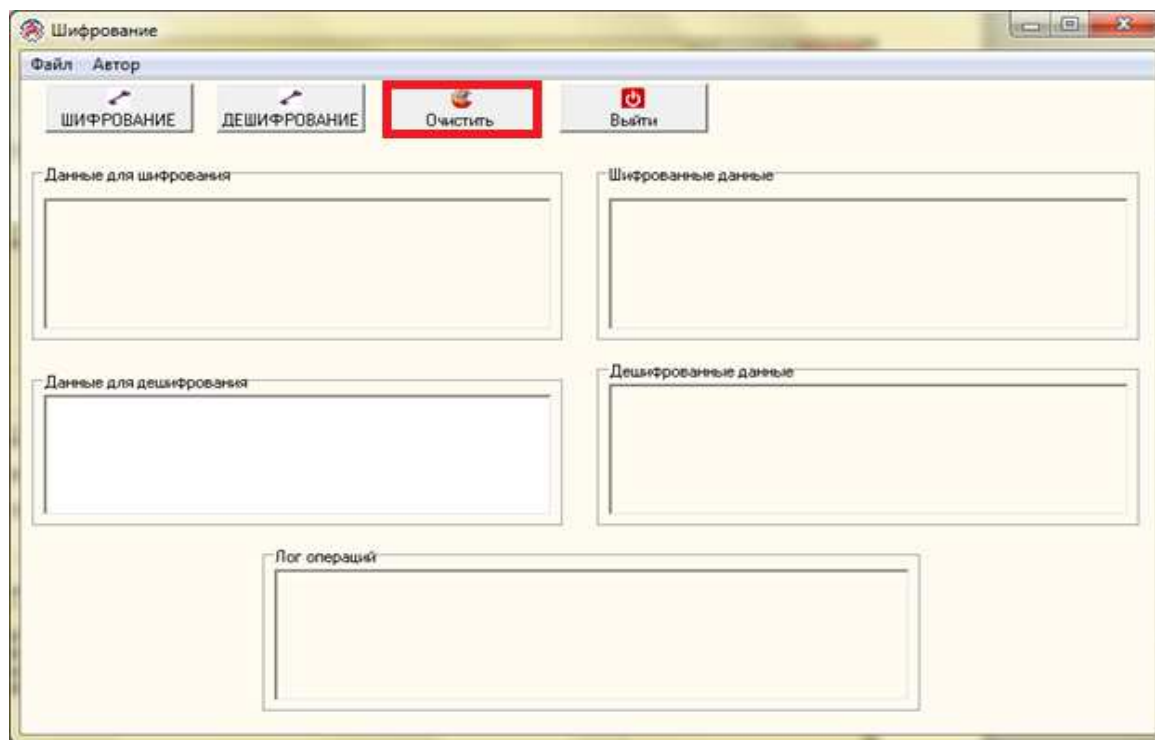 Шифрование
Файл Автор
ШИФРОВАНИЕ ДЕШИФРОВАНИЕ Очистить Выйти
Данные для шифрования Шифрованные данные
Данные для дешифрования Дешифрованные данные
Лог операций